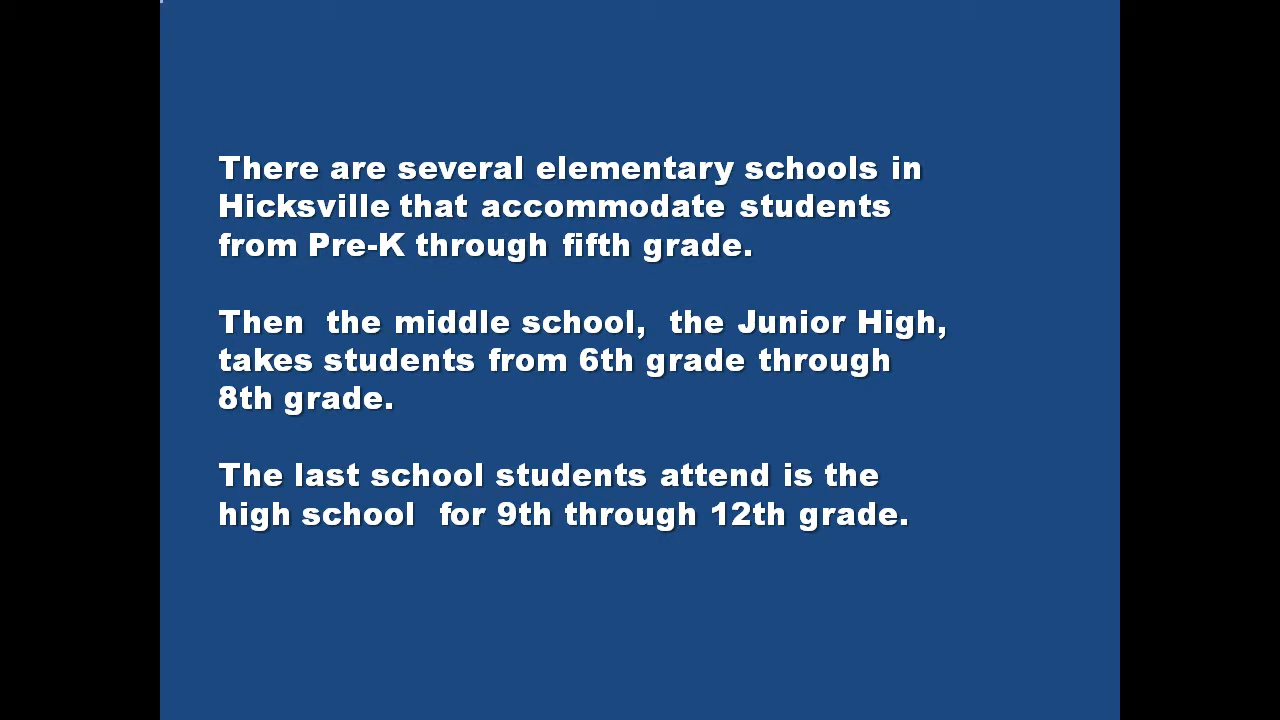 There are several elementary schools in
Hicksville that accommodate students
from Pre-K through fifth grade.
Then the middle school, the Junior High,
takes students from 6th grade through
8th grade.
The last school students attend is the
high school for 9th through 12th grade.